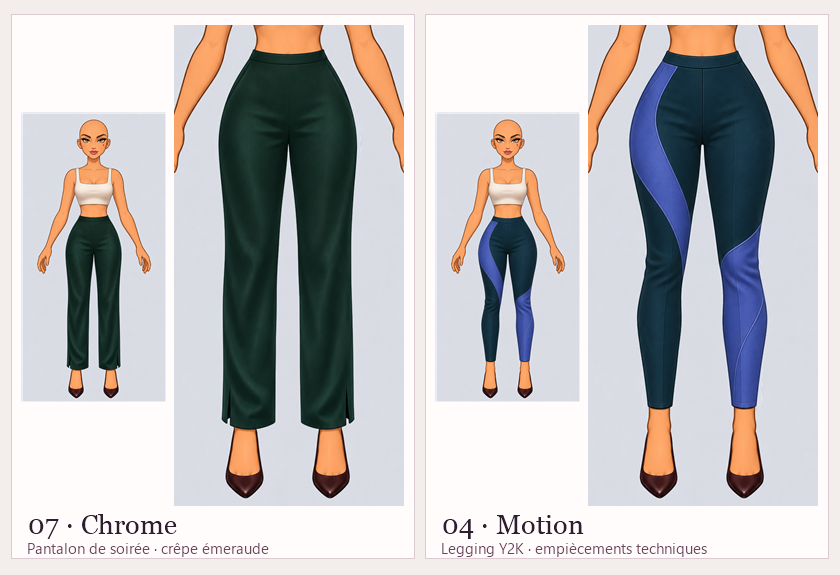 07 · Chrome
Pantalon de soirée · crêpe émeraude
04 · Motion
Legging Y2K · empiècements techniques